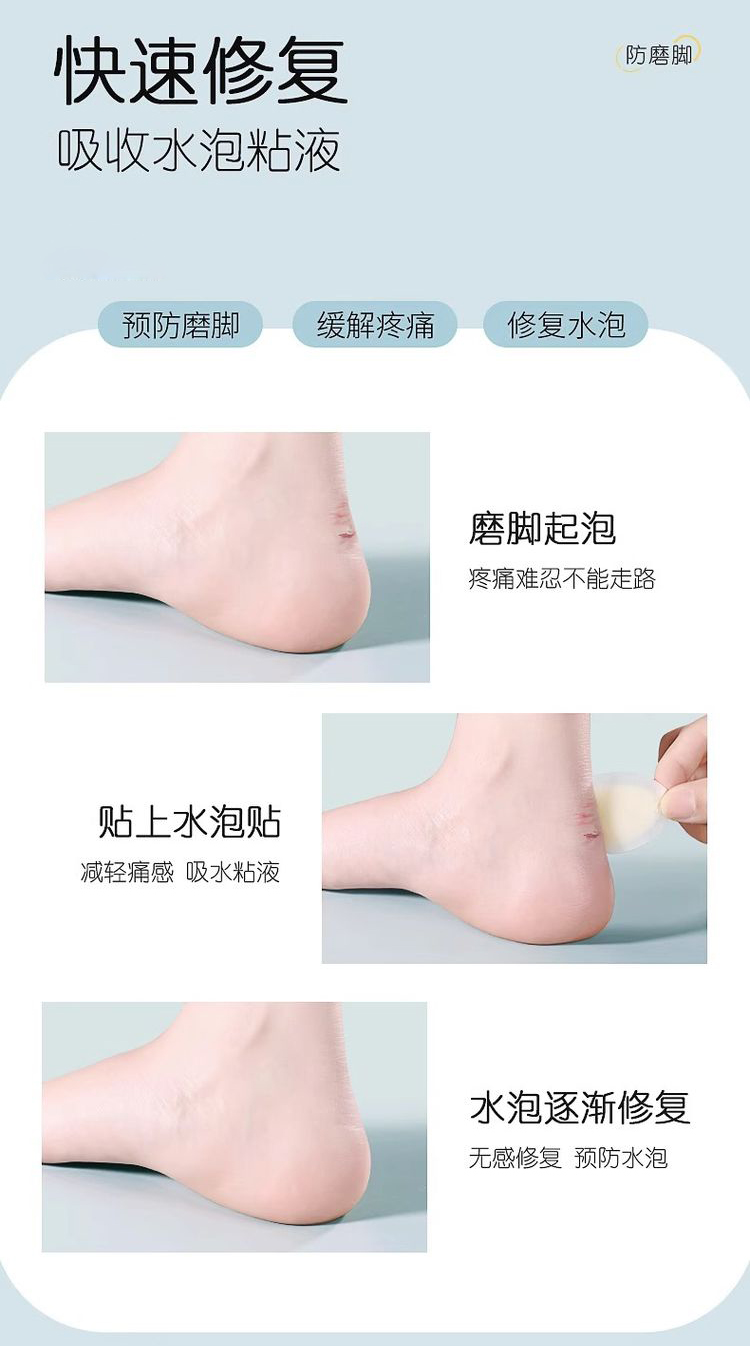 快速修复
防磨脚
吸收水泡粘液
预防磨脚 缓解疼痛 修复水泡
磨脚起泡
疼痛难忍不能走路
贴上水泡贴
减轻痛感 吸水粘液
水泡逐渐修复
无感修复 预防水泡